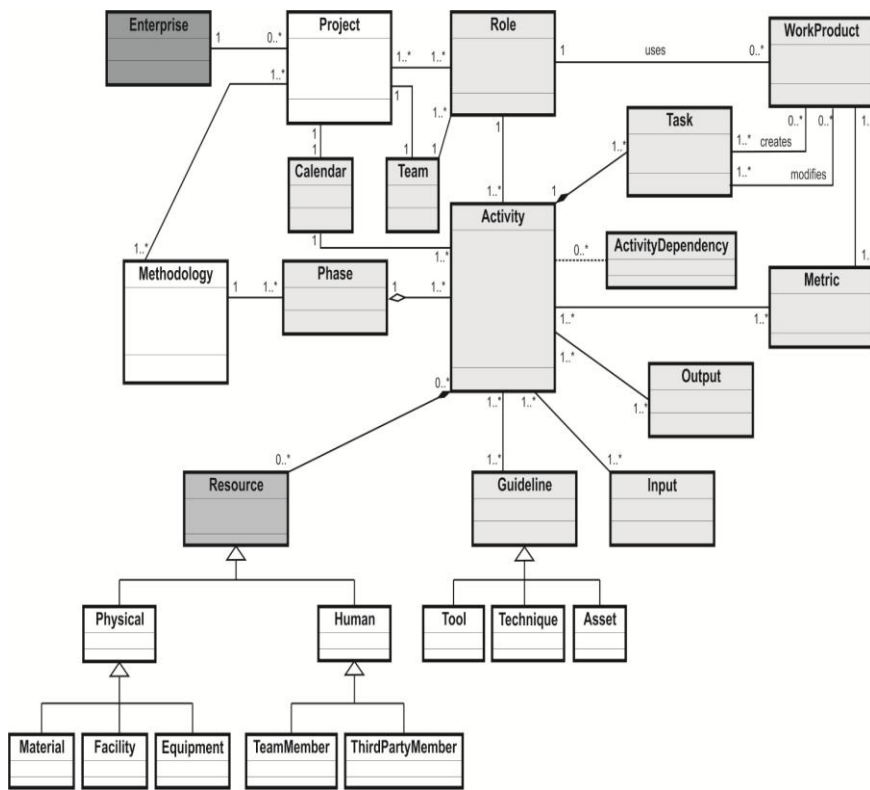 Enterprise
Project
Role
WorkProduct
1
0..*
1..*
1..*
1
uses
0..*
1..*
1
1..*
0..*
0..*
1..
Task
1..*
creates
1..*
modifies
1
1
1
1
1
1..*
Calendar
Team
1
1..*
Activity
1
1..*
ActivityDependency
0..*
1..*
Methodology
Phase
1
1..*
1
1..*
1..
Metric
1..*
1..*
1..*
Output
1..*
0..*
1..*
1..*
0..*
1..*
1..*
Resource
Guideline
Input
Physical
Human
Tool
Technique
Asset
Material
Facility
Equipment
TeamMember
ThirdPartyMember